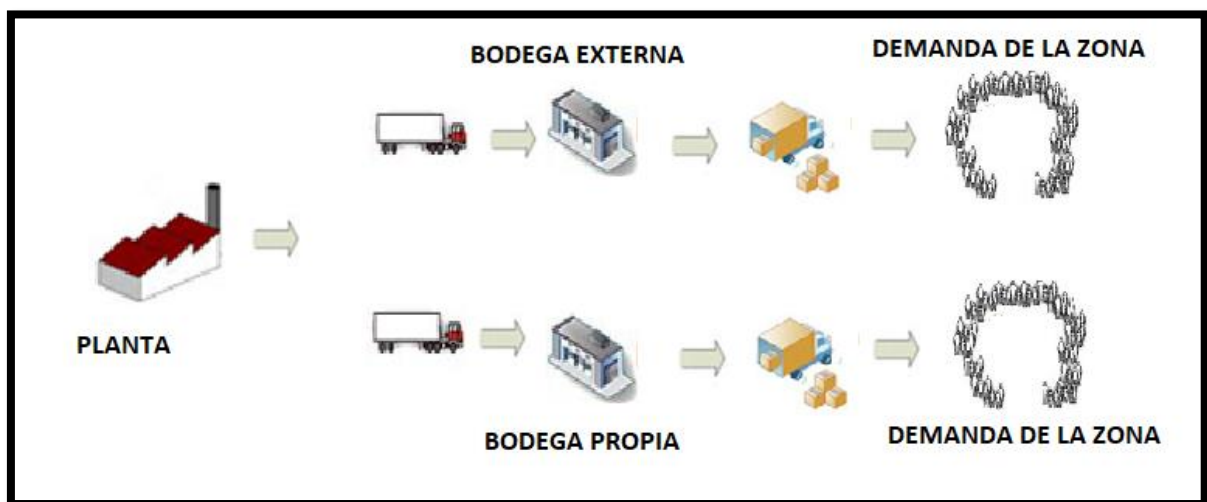 BODEGA EXTERNA
DEMANDA DE LA ZONA
PLANTA
BODEGA PROPIA
DEMANDA DE LA ZONA